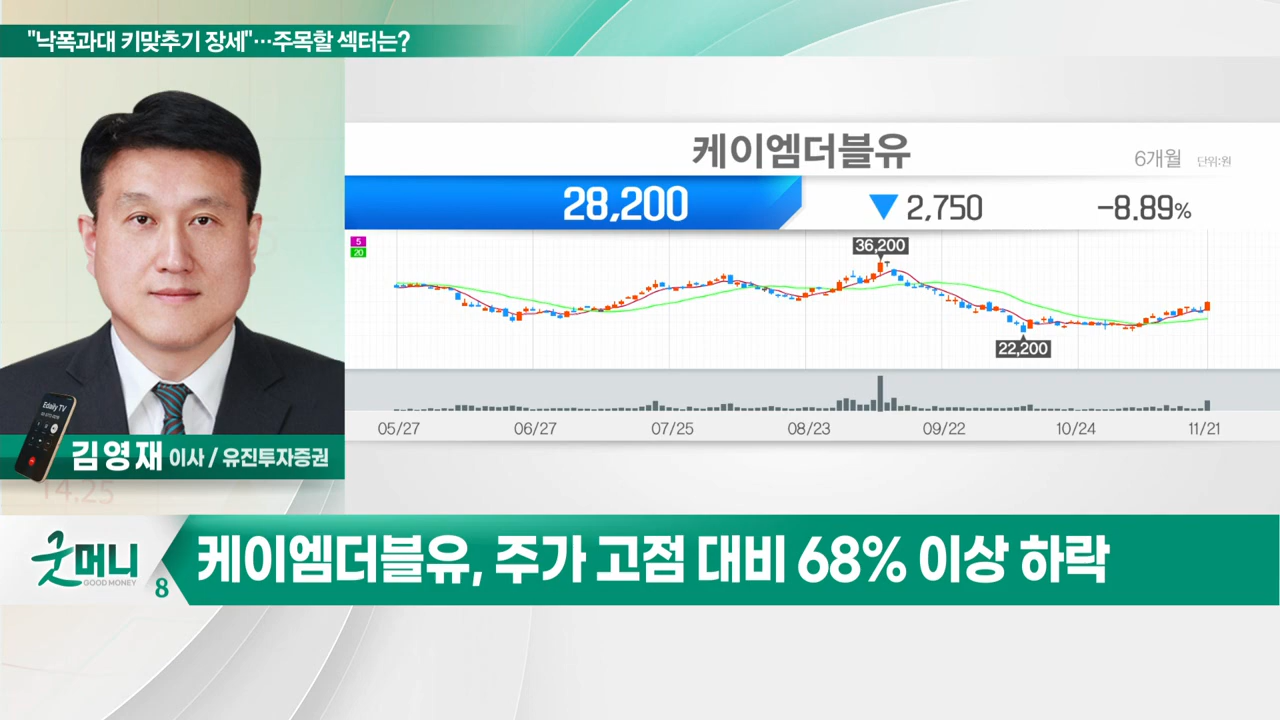 "낙폭과대 키맞추기 장세"…주목할 섹터는?
케이엠더블유
6개월 단위:원
28,200 ▼ 2,750 -8.89%
5
20
36,200
22,200
05/27 06/27 07/25 08/23 09/22 10/24 11/21
Edaily TV
김영재 이사 / 유진투자증권
14,25
굿머니
GOOD MONEY
8
케이엠더블유, 주가 고점 대비 68% 이상 하락